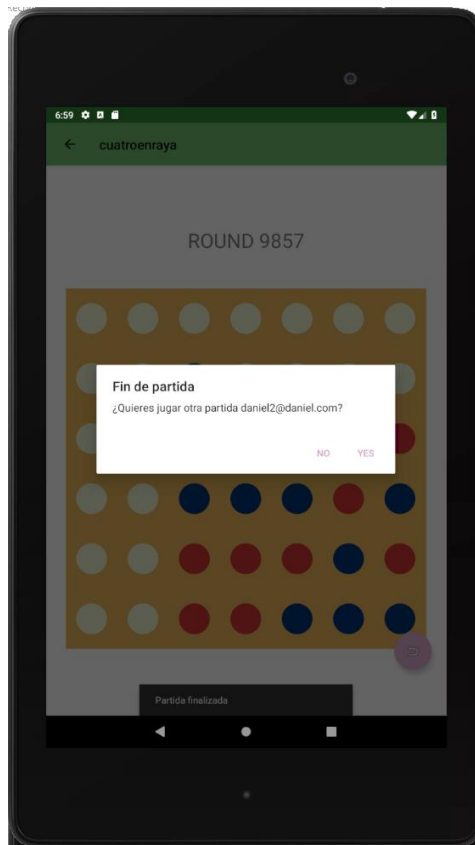 6:59
cuatroenraya
ROUND 9857
Fin de partida
¿Quieres jugar otra partida daniel2@daniel.com?
NO YES
Partida finalizada